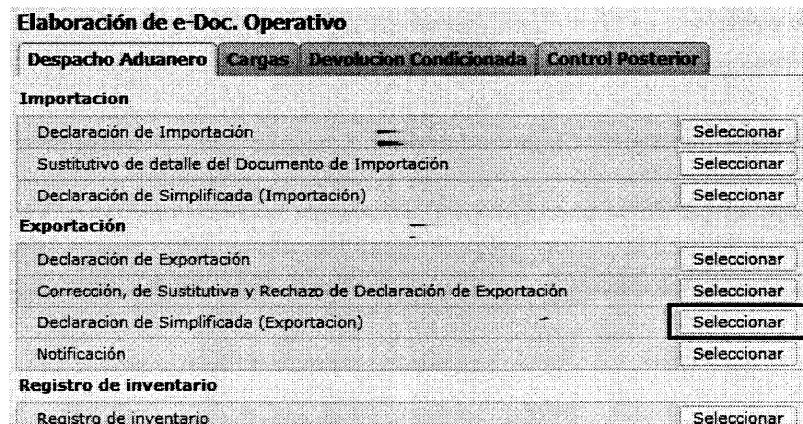 Elaboración de e-Doc. Operativo
Despacho Aduanero Cargas Devolucion Condicionada Control Posterior
Importacion
Declaración de Importación Seleccionar
Sustitutivo de detalle del Documento de Importación Seleccionar
Declaración de Simplificada (Importación) Seleccionar
Exportación
Declaración de Exportación Seleccionar
Corrección, de Sustitutiva y Rechazo de Declaración de Exportación Seleccionar
Declaracion de Simplificada (Exportacion) Seleccionar
Notificación Seleccionar
Registro de inventario
Registro de inventario Seleccionar